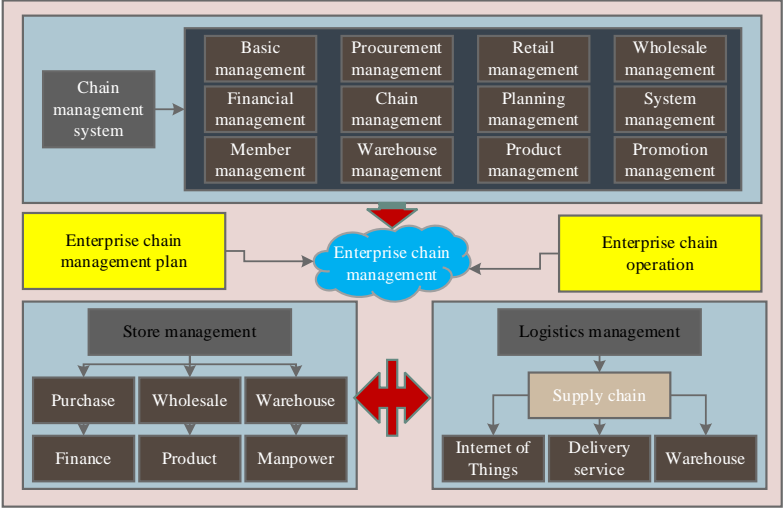 Chain
management
system
Basic
management
Procurement
management
Retail
management
Wholesale
management
Financial
management
Chain
management
Planning
management
System
management
Member
management
Warehouse
management
Product
management
Promotion
management
Enterprise chain
management plan
Enterprise chain
management
Enterprise chain
operation
Store management
Purchase
Wholesale
Warehouse
Finance
Product
Manpower
Logistics management
Supply chain
Internet of
Things
Delivery
service
Warehouse